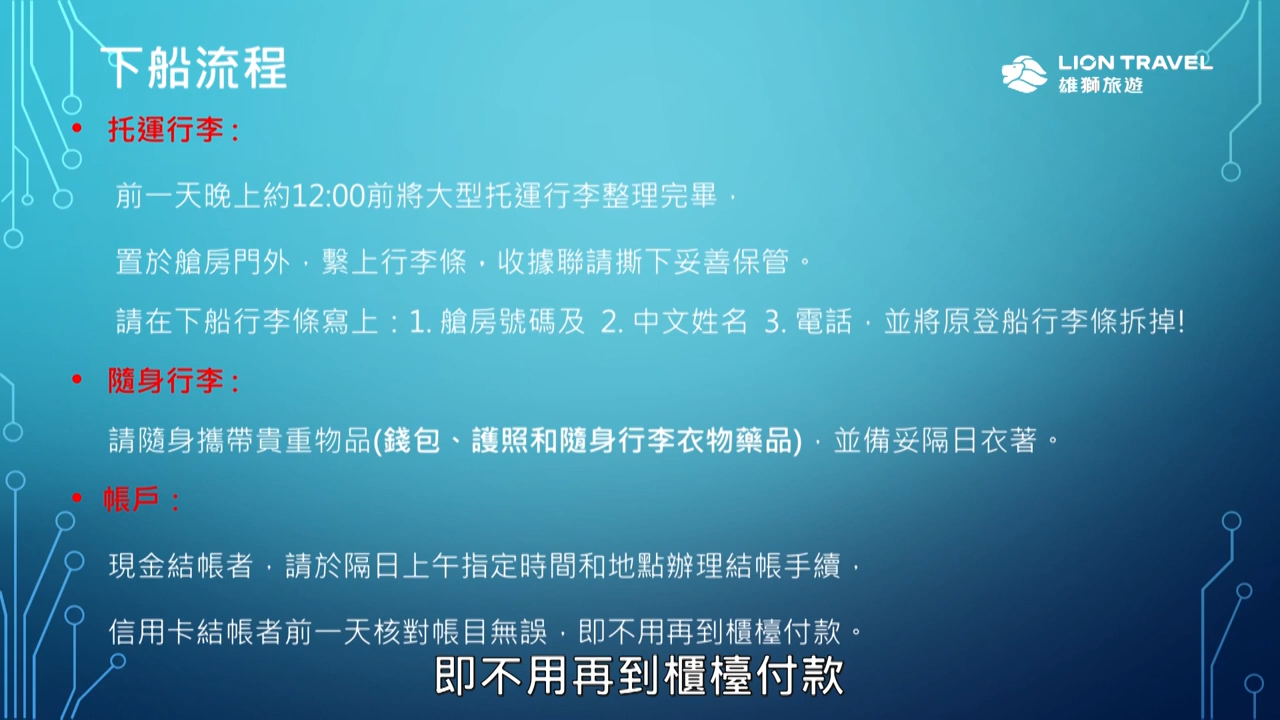 下船流程
LION TRAVEL
雄獅旅遊
• 托運行李:
前一天晚上約12:00前將大型托運行李整理完畢，
置於艙房門外，繫上行李條，收據聯請撕下妥善保管。
請在下船行李條寫上：1. 艙房號碼及 2. 中文姓名 3. 電話，並將原登船行李條拆掉!
• 隨身行李:
請隨身攜帶貴重物品(錢包、護照和隨身行李衣物藥品)，並備妥隔日衣著。
• 帳戶：
現金結帳者，請於隔日上午指定時間和地點辦理結帳手續，
信用卡結帳者前一天核對帳目無誤，即不用再到櫃檯付款。
即不用再到櫃檯付款